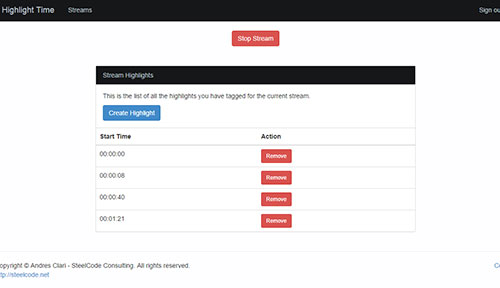 Highlight Time Streams Sign ou
Stop Stream
Stream Highlights
This is the list of all the highlights you have tagged for the current stream.
Create Highlight
Start Time Action
00:00:00 Remove
00:00:08 Remove
00:00:40 Remove
00:01:21 Remove
opyright © Andres Clari - SteelCode Consulting. All rights reserved. Co
ttp://steelcode.net